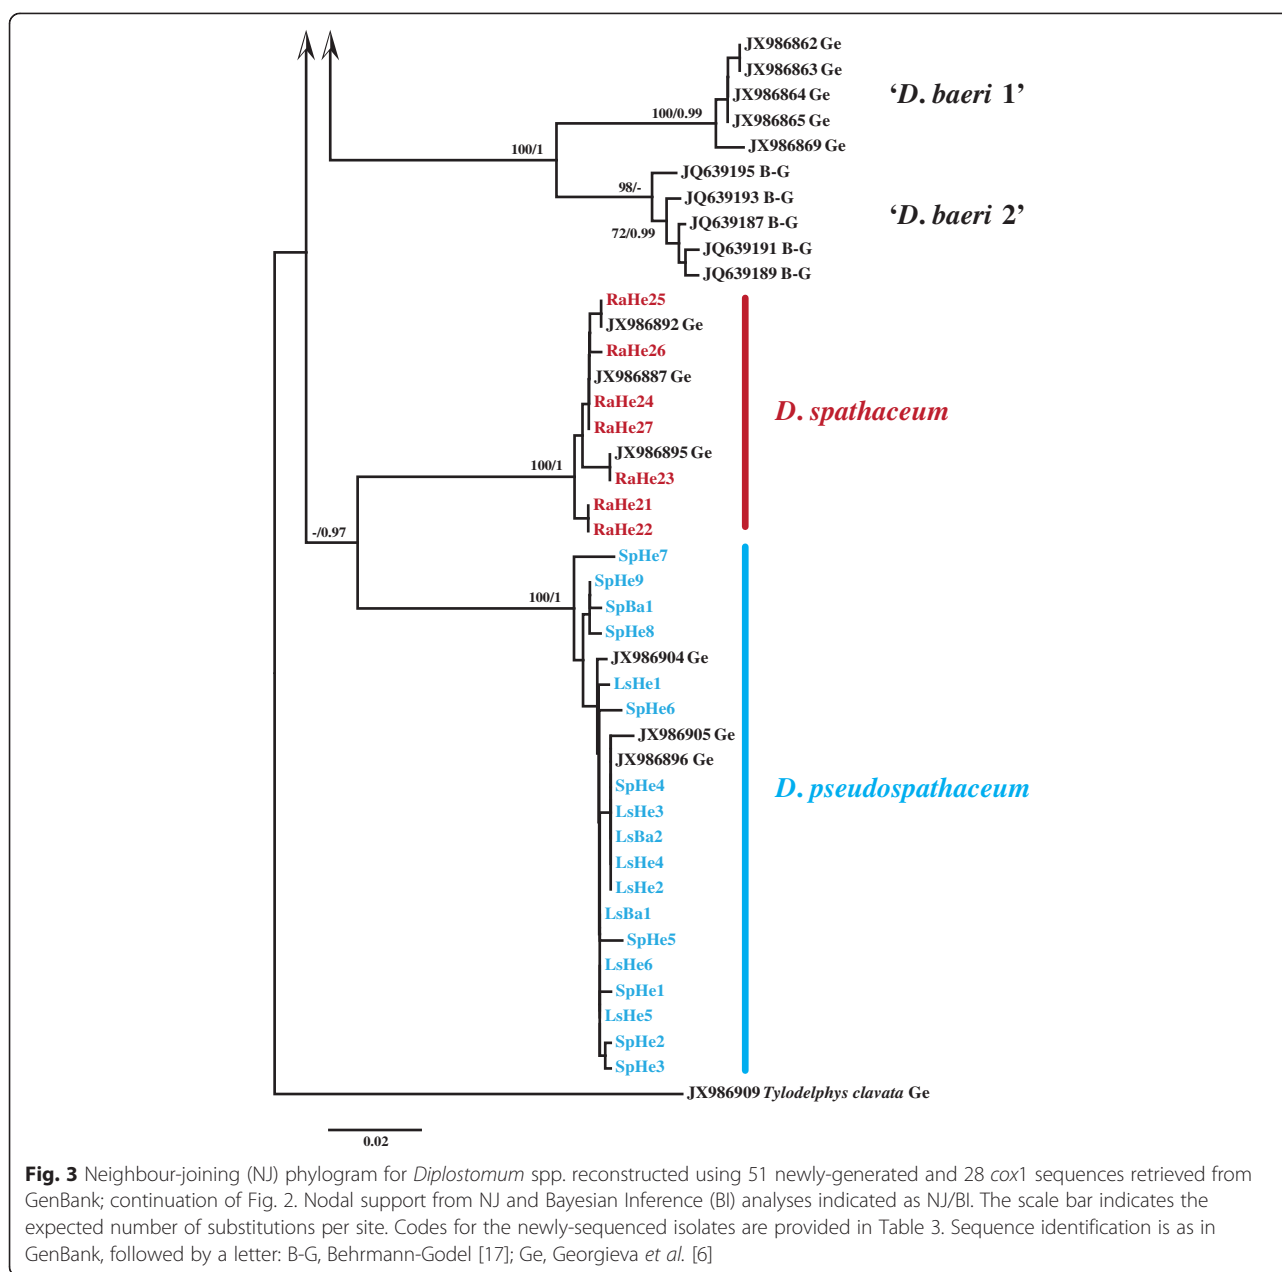 JX986862 Ge
JX986863 Ge
JX986864 Ge
JX986865 Ge
JX986869 Ge
100/0.99
'D. baeri 1'
100/1
JQ639195 B-G
JQ639193 B-G
JQ639187 B-G
JQ639191 B-G
JQ639189 B-G
98/-
72/0.99
'D. baeri 2'
RaHe25
JX986892 Ge
RaHe26
JX986887 Ge
RaHe24
RaHe27
JX986895 Ge
RaHe23
RaHe21
RaHe22
100/1
D. spathaceum
-/0.97
SpHe7
SpHe9
SpBa1
SpHe8
JX986904 Ge
LsHe1
SpHe6
JX986905 Ge
JX986896 Ge
SpHe4
LsHe3
LsBa2
LsHe4
LsHe2
LsBa1
SpHe5
LsHe6
SpHe1
LsHe5
SpHe2
SpHe3
100/1
D. pseudospathaceum
JX986909 Tylodelphys clavata Ge
0.02
Fig. 3 Neighbour-joining (NJ) phylogram for Diplostomum spp. reconstructed using 51 newly-generated and 28 cox1 sequences retrieved from
GenBank; continuation of Fig. 2. Nodal support from NJ and Bayesian Inference (BI) analyses indicated as NJ/BI. The scale bar indicates the
expected number of substitutions per site. Codes for the newly-sequenced isolates are provided in Table 3. Sequence identification is as in
GenBank, followed by a letter: B-G, Behrmann-Godel [17]; Ge, Georgieva et al. [6]